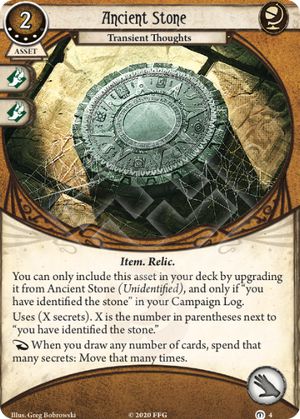 2
Ancient Stone
Transient Thoughts
ASSET
Item. Relic.
You can only include this asset in your deck by upgrading
it from Ancient Stone (Unidentified), and only if "you
have identified the stone" in your Campaign Log.
Uses (X secrets). X is the number in parentheses next to
"you have identified the stone."
When you draw any number of cards, spend that
many secrets: Move that many times.
Illus. Greg Bobrowski
© 2020 FFG
4